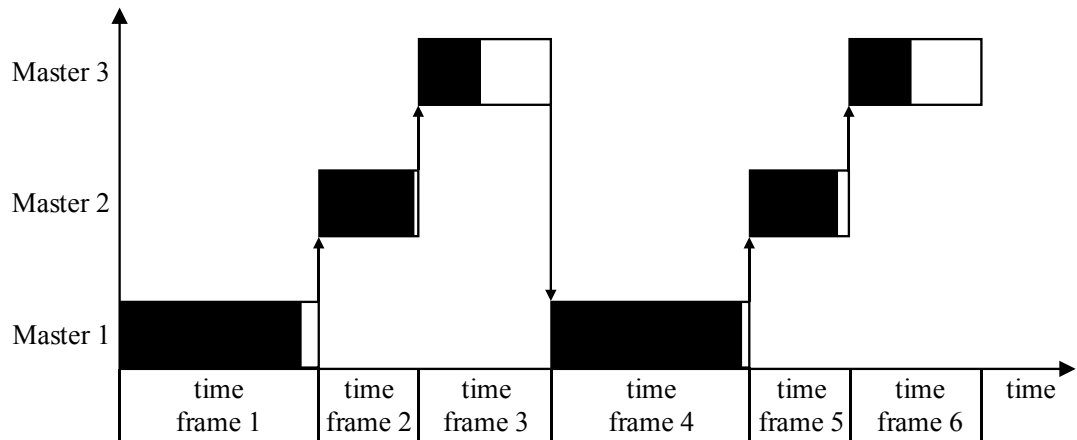 Master 3
Master 2
Master 1
time
frame 1
time
frame 2
time
frame 3
time
frame 4
time
frame 5
time
frame 6
time